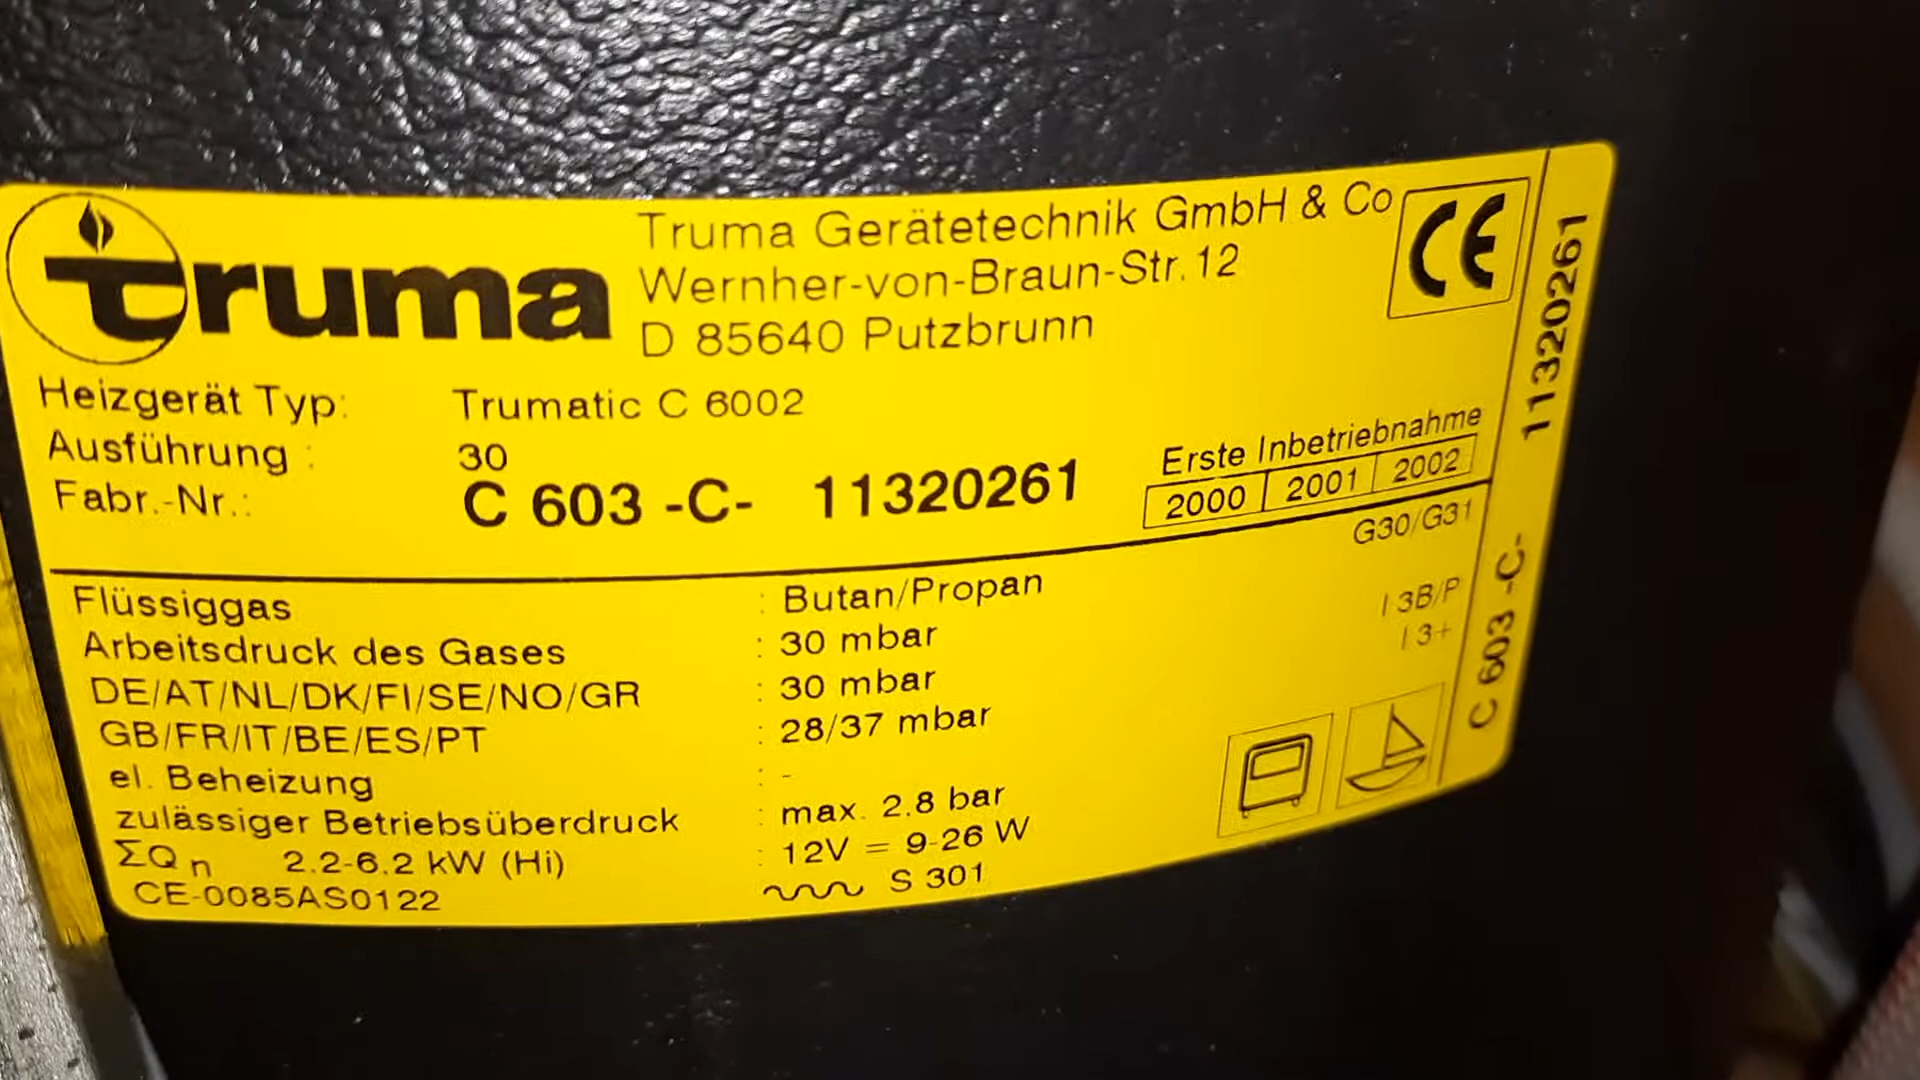 truma
Truma Gerätetechnik GmbH & Co
Wernher-von-Braun-Str. 12
D 85640 Putzbrunn
CE
Heizgerät Typ: Trumatic C 6002
Ausführung : 30
Fabr.-Nr.: C 603 -C- 11320261
Erste Inbetriebnahme
2000 2001 2002
Flüssiggas : Butan/Propan G30/G31
Arbeitsdruck des Gases : 30 mbar
DE/AT/NL/DK/FI/SE/NO/GR : 30 mbar I 3B/P
GB/FR/IT/BE/ES/PT : 28/37 mbar I 3+
el. Beheizung : -
zulässiger Betriebsüberdruck : max. 2.8 bar
ΣQn 2.2-6.2 kW (Hi) : 12V = 9-26 W
CE-0085AS0122 S 301
C 603 -C- 11320261